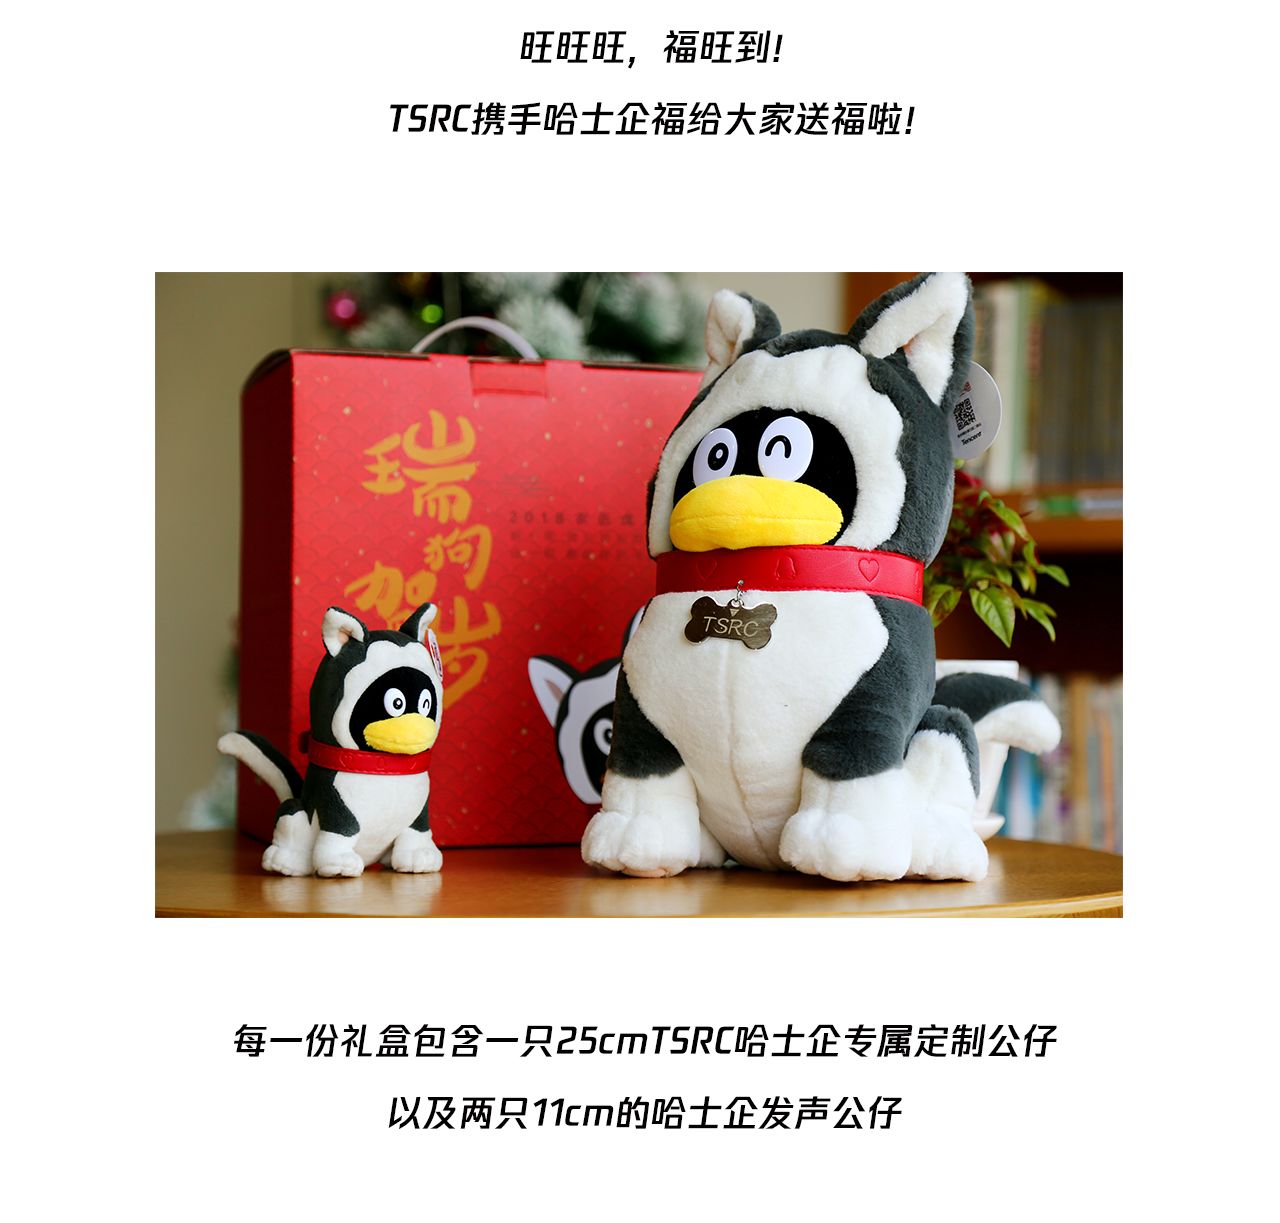 旺旺旺，福旺到！
TSRC携手哈士企福给大家送福啦！
瑞狗贺岁
TSRC
Tencent
每一份礼盒包含一只25cmTSRC哈士企专属定制公仔
以及两只11cm的哈士企发声公仔